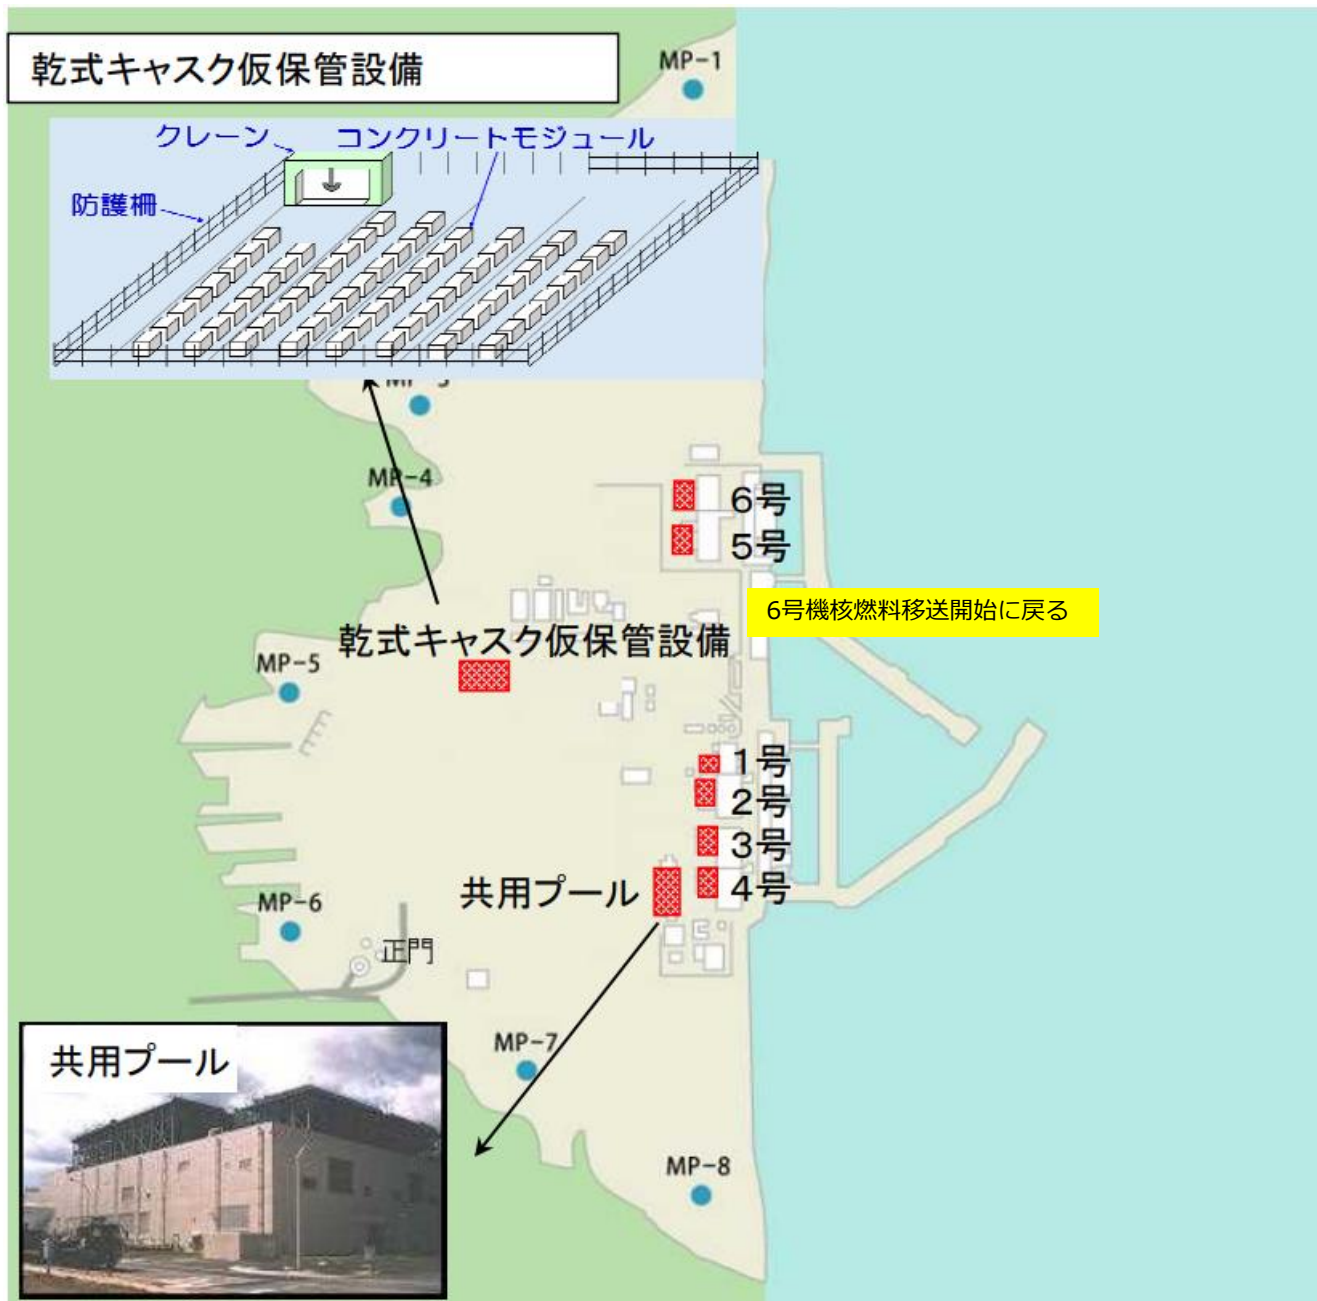 乾式キャスク仮保管設備
MP-1
クレーン
コンクリートモジュール
防護柵
MP-3
MP-4
6号
5号
6号機核燃料移送開始に戻る
乾式キャスク仮保管設備
MP-5
1号
2号
3号
共用プール
4号
MP-6
正門
共用プール
MP-7
MP-8